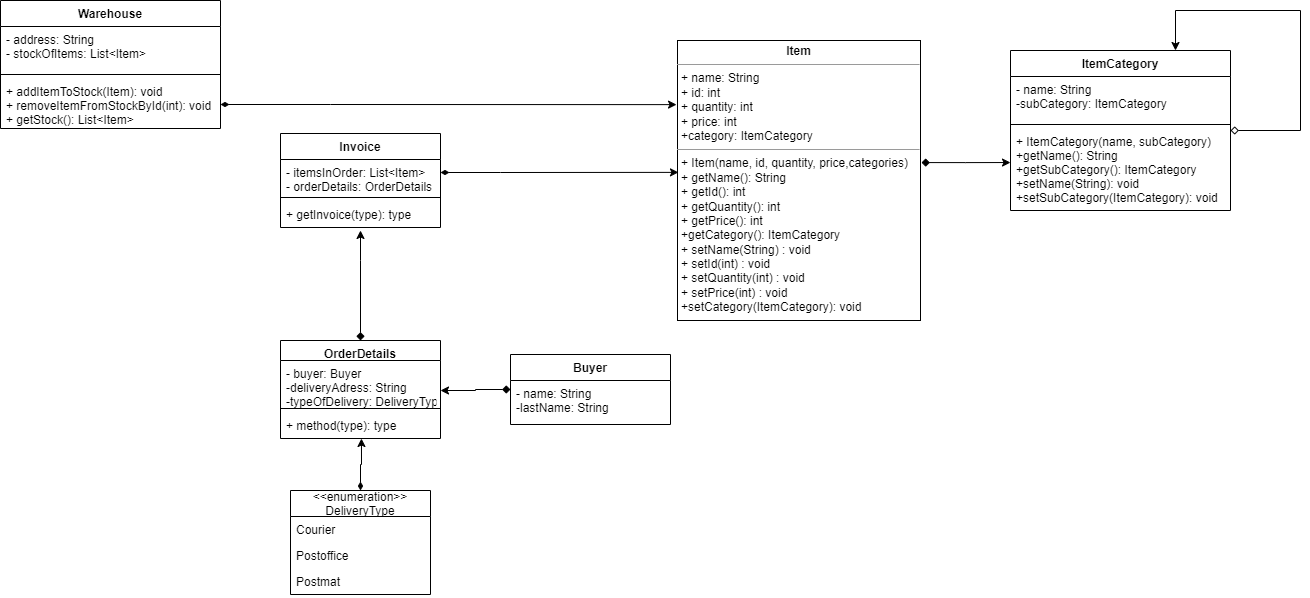 Warehouse
- address: String
- stockOfItems: List<Item>
+ addItemToStock(Item): void
+ removeItemFromStockById(int): void
+ getStock(): List<Item>
Invoice
- itemsInOrder: List<Item>
- orderDetails: OrderDetails
+ getInvoice(type): type
Item
+ name: String
+ id: int
+ quantity: int
+ price: int
+category: ItemCategory
+ Item(name, id, quantity, price,categories)
+ getName(): String
+ getId(): int
+ getQuantity(): int
+ getPrice(): int
+getCategory(): ItemCategory
+ setName(String) : void
+ setId(int) : void
+ setQuantity(int) : void
+ setPrice(int) : void
+setCategory(ItemCategory): void
ItemCategory
- name: String
-subCategory: ItemCategory
+ ItemCategory(name, subCategory)
+getName(): String
+getSubCategory(): ItemCategory
+setName(String): void
+setSubCategory(ItemCategory): void
OrderDetails
- buyer: Buyer
-deliveryAdress: String
-typeOfDelivery: DeliveryTyp
+ method(type): type
Buyer
- name: String
-lastName: String
<<enumeration>>
DeliveryType
Courier
Postoffice
Postmat